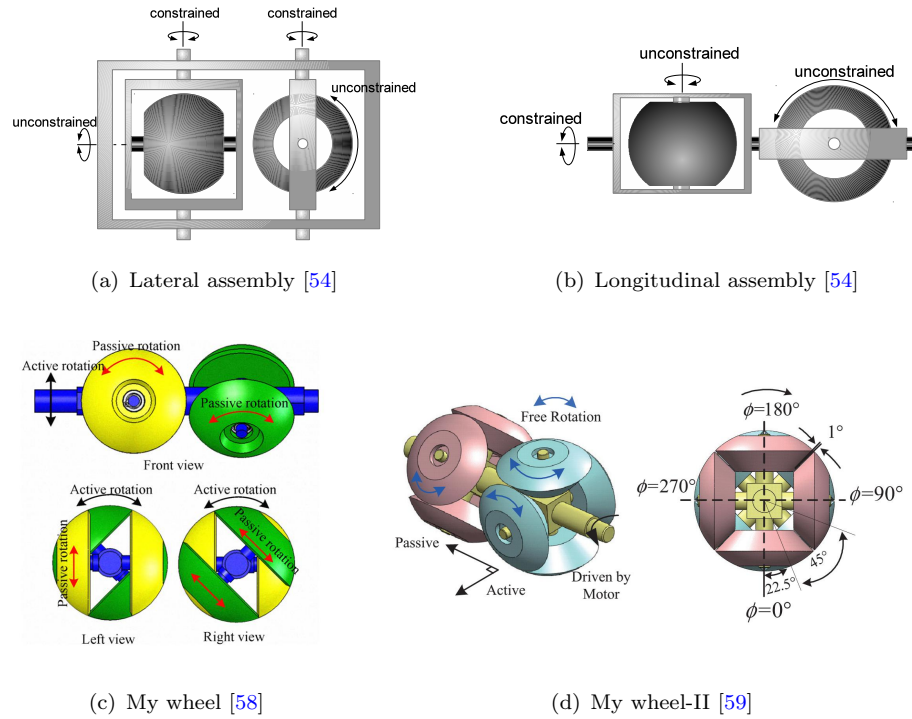 constrained
constrained
unconstrained
unconstrained
(a) Lateral assembly [54]
unconstrained
unconstrained
constrained
(b) Longitudinal assembly [54]
Passive rotation
Active rotation
Passive rotation
Front view
Active rotation
Active rotation
Passive rotation
Passive rotation
Left view
Right view
(c) My wheel [58]
Free Rotation
Passive
Active
Driven by
Motor
ϕ=180°
1°
ϕ=270°
ϕ=90°
45°
22.5°
ϕ=0°
(d) My wheel-II [59]